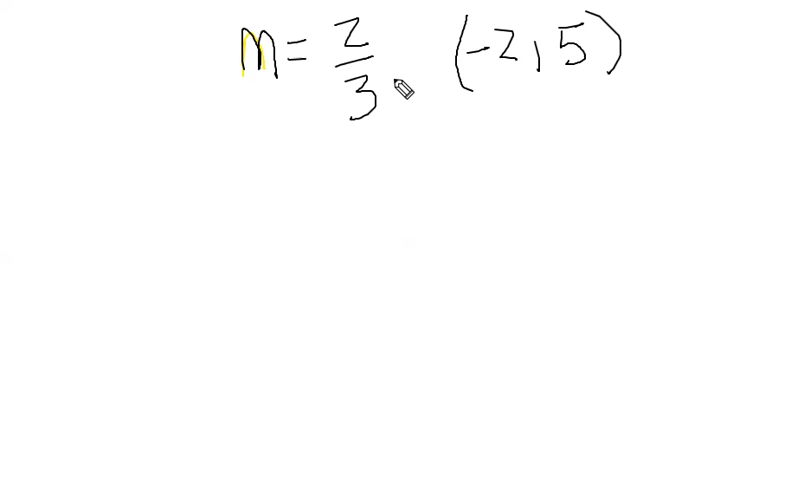 m = 2/3 (-2, 5)